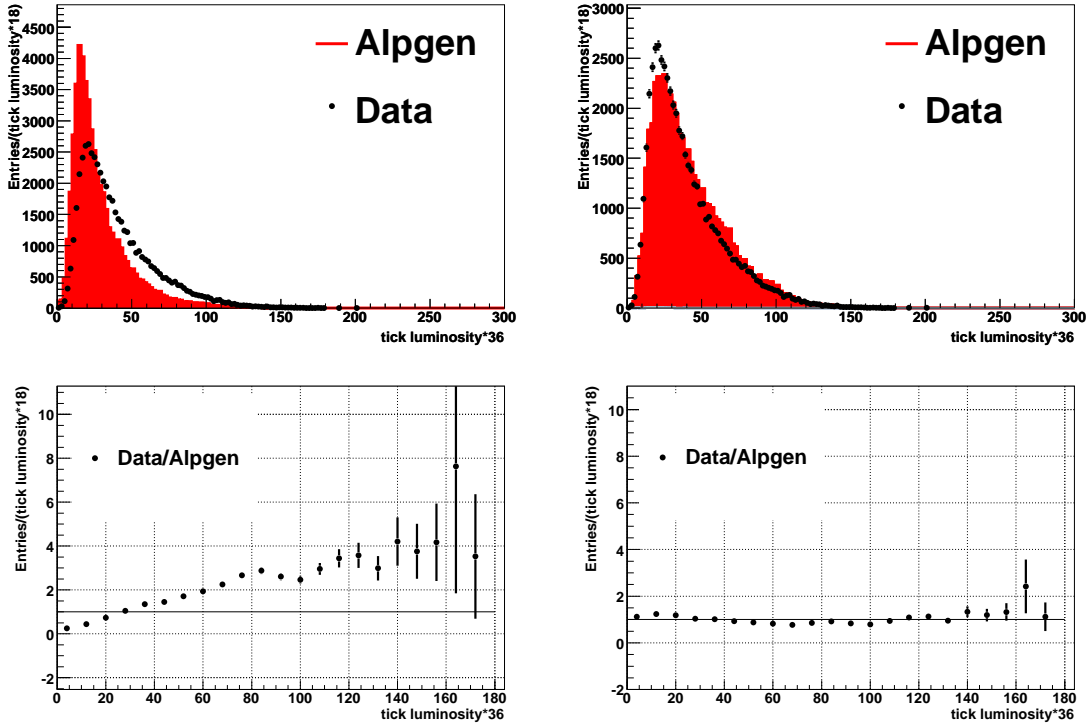 Entries/(tick luminosity*18)
4500
4000
3500
3000
2500
2000
1500
1000
500
0
Alpgen
Data
0 50 100 150 200 250 300
tick luminosity*36
Entries/(tick luminosity*18)
3000
2500
2000
1500
1000
500
0
Alpgen
Data
0 50 100 150 200 250 300
tick luminosity*36
Entries/(tick luminosity*18)
10
8
6
4
2
0
-2
Data/Alpgen
0 20 40 60 80 100 120 140 160 180
tick luminosity*36
Entries/(tick luminosity*18)
10
8
6
4
2
0
-2
Data/Alpgen
0 20 40 60 80 100 120 140 160 180
tick luminosity*36